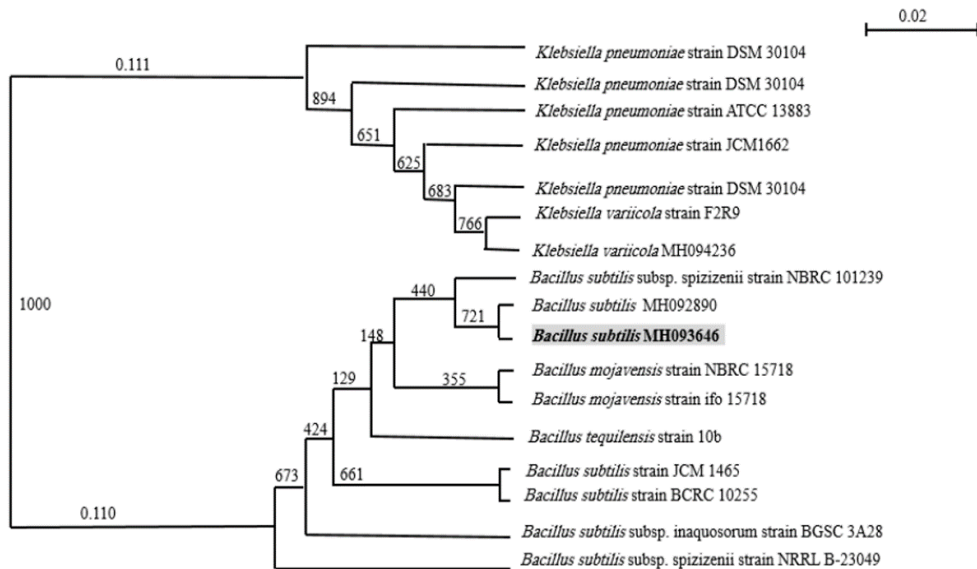 0.02
0.111
Klebsiella pneumoniae strain DSM 30104
894
Klebsiella pneumoniae strain DSM 30104
651
Klebsiella pneumoniae strain ATCC 13883
625
Klebsiella pneumoniae strain JCM1662
683
Klebsiella pneumoniae strain DSM 30104
766
Klebsiella variicola strain F2R9
Klebsiella variicola MH094236
1000
440
Bacillus subtilis subsp. spizizenii strain NBRC 101239
721
Bacillus subtilis MH092890
148
Bacillus subtilis MH093646
129
355
Bacillus mojavensis strain NBRC 15718
Bacillus mojavensis strain ifo 15718
424
Bacillus tequilensis strain 10b
673
661
Bacillus subtilis strain JCM 1465
Bacillus subtilis strain BCRC 10255
0.110
Bacillus subtilis subsp. inaquosorum strain BGSC 3A28
Bacillus subtilis subsp. spizizenii strain NRRL B-23049